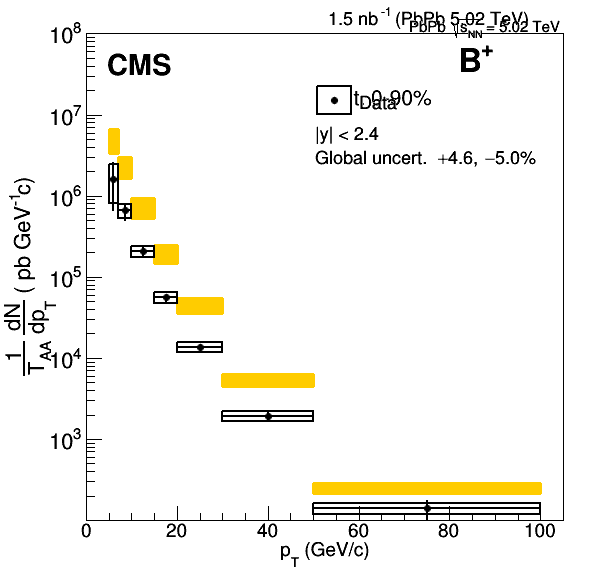 1.5 nb⁻¹ (PbPb 5.02 TeV)
PbPb √s_NN = 5.02 TeV
CMS
B⁺
0-90%
Data
|y| < 2.4
Global uncert. +4.6, −5.0%
10⁸
10⁷
10⁶
10⁵
10⁴
10³
1/T_AA dN/dp_T ( pb GeV⁻¹c)
0 20 40 60 80 100
p_T (GeV/c)